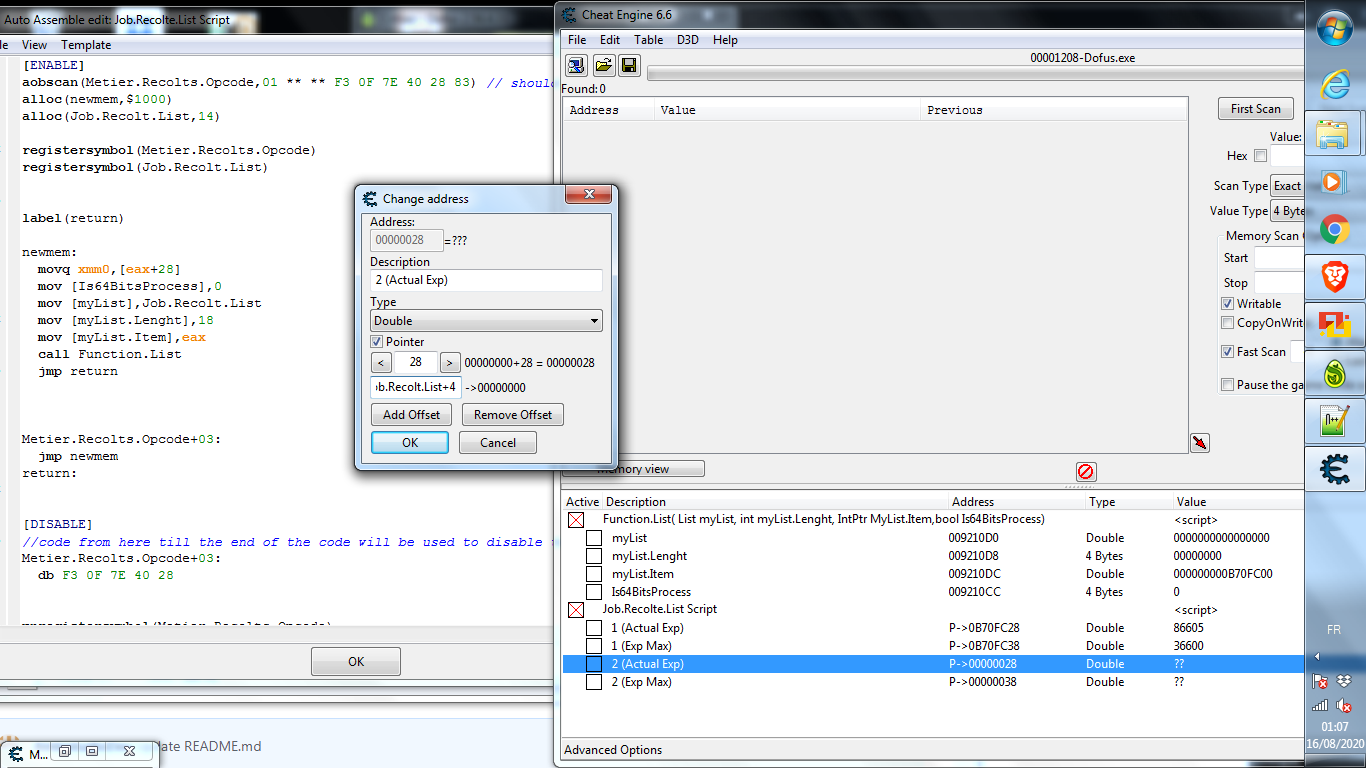 Auto Assemble edit: Job.Recolte.List Script
le View Template
[ENABLE]
aobscan(Metier.Recolts.Opcode,01 ** ** F3 0F 7E 40 28 83) // should
alloc(newmem,$1000)
alloc(Job.Recolt.List,14)
registersymbol(Metier.Recolts.Opcode)
registersymbol(Job.Recolt.List)
label(return)
newmem:
movq xmm0,[eax+28]
mov [Is64BitsProcess],0
mov [myList],Job.Recolt.List
mov [myList.Lenght],18
mov [myList.Item],eax
call Function.List
jmp return
Metier.Recolts.Opcode+03:
jmp newmem
return:
[DISABLE]
//code from here till the end of the code will be used to disable
Metier.Recolts.Opcode+03:
db F3 0F 7E 40 28
OK
M...
late README.md
Change address
Address:
00000028 =???
Description
2 (Actual Exp)
Type
Double
Pointer
< 28 > 00000000+28 = 00000028
b.Recolt.List+4 ->00000000
Add Offset Remove Offset
OK Cancel
Cheat Engine 6.6
File Edit Table D3D Help
00001208-Dofus.exe
Found: 0
Address Value Previous
First Scan
Value:
Hex
Scan Type Exact
Value Type 4 Byte
Memory Scan
Start
Stop
Writable
CopyOnWrit
Fast Scan
Pause the ga
Memory view
Active Description Address Type Value
Function.List( List myList, int myList.Lenght, IntPtr MyList.Item,bool Is64BitsProcess) <script>
myList 009210D0 Double 0000000000000000
myList.Lenght 009210D8 4 Bytes 00000000
myList.Item 009210DC Double 000000000B70FC00
Is64BitsProcess 009210CC 4 Bytes 0
Job.Recolte.List Script <script>
1 (Actual Exp) P->0B70FC28 Double 86605
1 (Exp Max) P->0B70FC38 Double 36600
2 (Actual Exp) P->00000028 Double ??
2 (Exp Max) P->00000038 Double ??
Advanced Options
FR
01:07
16/08/2020